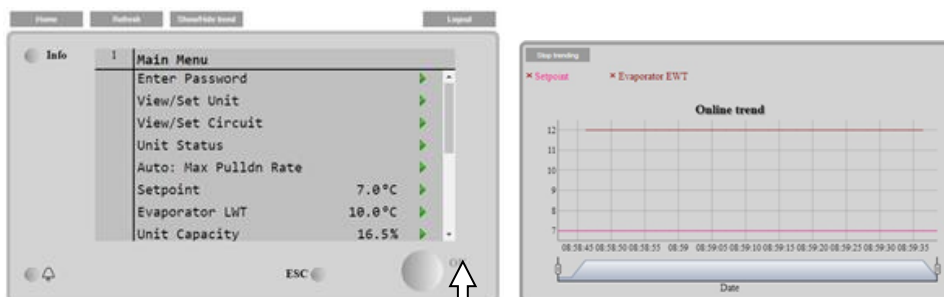 Home Refresh Show/Hide trend Logout
Info
1 Main Menu
Enter Password
View/Set Unit
View/Set Circuit
Unit Status
Auto: Max Pulldn Rate
Setpoint 7.0°C
Evaporator LWT 10.0°C
Unit Capacity 16.5%
ESC
Stop trending
× Setpoint × Evaporator EWT
Online trend
12
11
10
9
8
7
08:58:45 08:58:50 08:58:55 08:59 08:59:05 08:59:10 08:59:15 08:59:20 08:59:25 08:59:30 08:59:35
Date